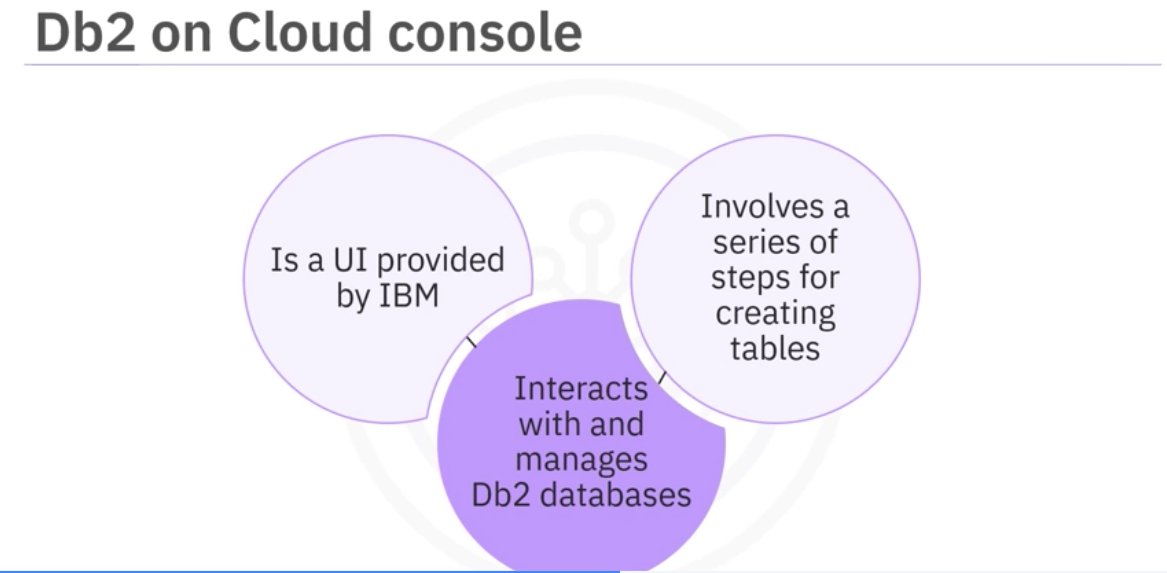 Db2 on Cloud console
Is a UI provided
by IBM
Interacts
with and
manages
Db2 databases
Involves a
series of
steps for
creating
tables